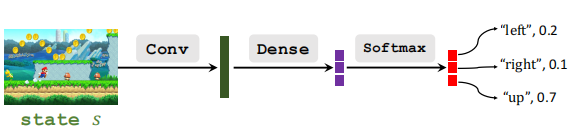 Conv
Dense
Softmax
"left", 0.2
"right", 0.1
"up", 0.7
state s